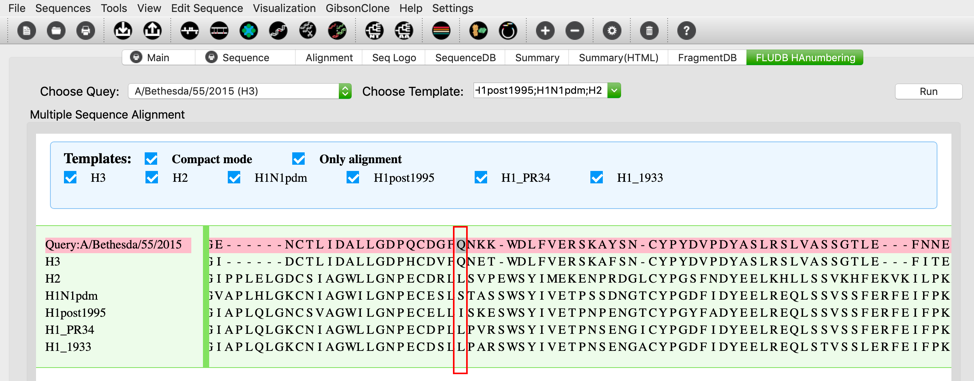 File Sequences Tools View Edit Sequence Visualization GibsonClone Help Settings
Main Sequence Alignment Seq Logo SequenceDB Summary Summary(HTML) FragmentDB FLUDB HAnumbering
Choose Quey: A/Bethesda/55/2015 (H3) Choose Template: H1post1995;H1N1pdm;H2 Run
Multiple Sequence Alignment
Templates: Compact mode Only alignment
H3 H2 H1N1pdm H1post1995 H1_PR34 H1_1933
Query:A/Bethesda/55/2015 GE------NCTLIDALLGDPQCDGFQNKK-WDLFVERSKAYSN-CYPYDVPDYASLRSLVASSGTLE---FNNE
H3 GI------DCTLIDALLGDPHCDVFQNET-WDLFVERSKAFSN-CYPYDVPDYASLRSLVASSGTLE---FITE
H2 GIPPLELGDCSIAGWLLGNPECDRLLSVPEWSYIMEKENPRDGLCYPGSFNDYEELKHLLSSVKHFEKVKILPK
H1N1pdm GVAPLHLGKCNIAGWILGNPECESLSTASSWSYIVETPSSDNGTCYPGDFIDYEELREQLSSVSSFERFEIFPK
H1post1995 GIAPLQLGNCSVAGWILGNPECELLISKESWSYIVETPNPENGTCYPGYFADYEELREQLSSVSSFERFEIFPK
H1_PR34 GIAPLQLGKCNIAGWLLGNPECDPLLPVRSWSYIVETPNSENGICYPGDFIDYEELREQLSSVSSFERFEIFPK
H1_1933 GIAPLQLGKCNIAGWLLGNPECDSLLPARSWSYIVETPNSENGACYPGDFIDYEELREQLSTVSSLERFEIFPK